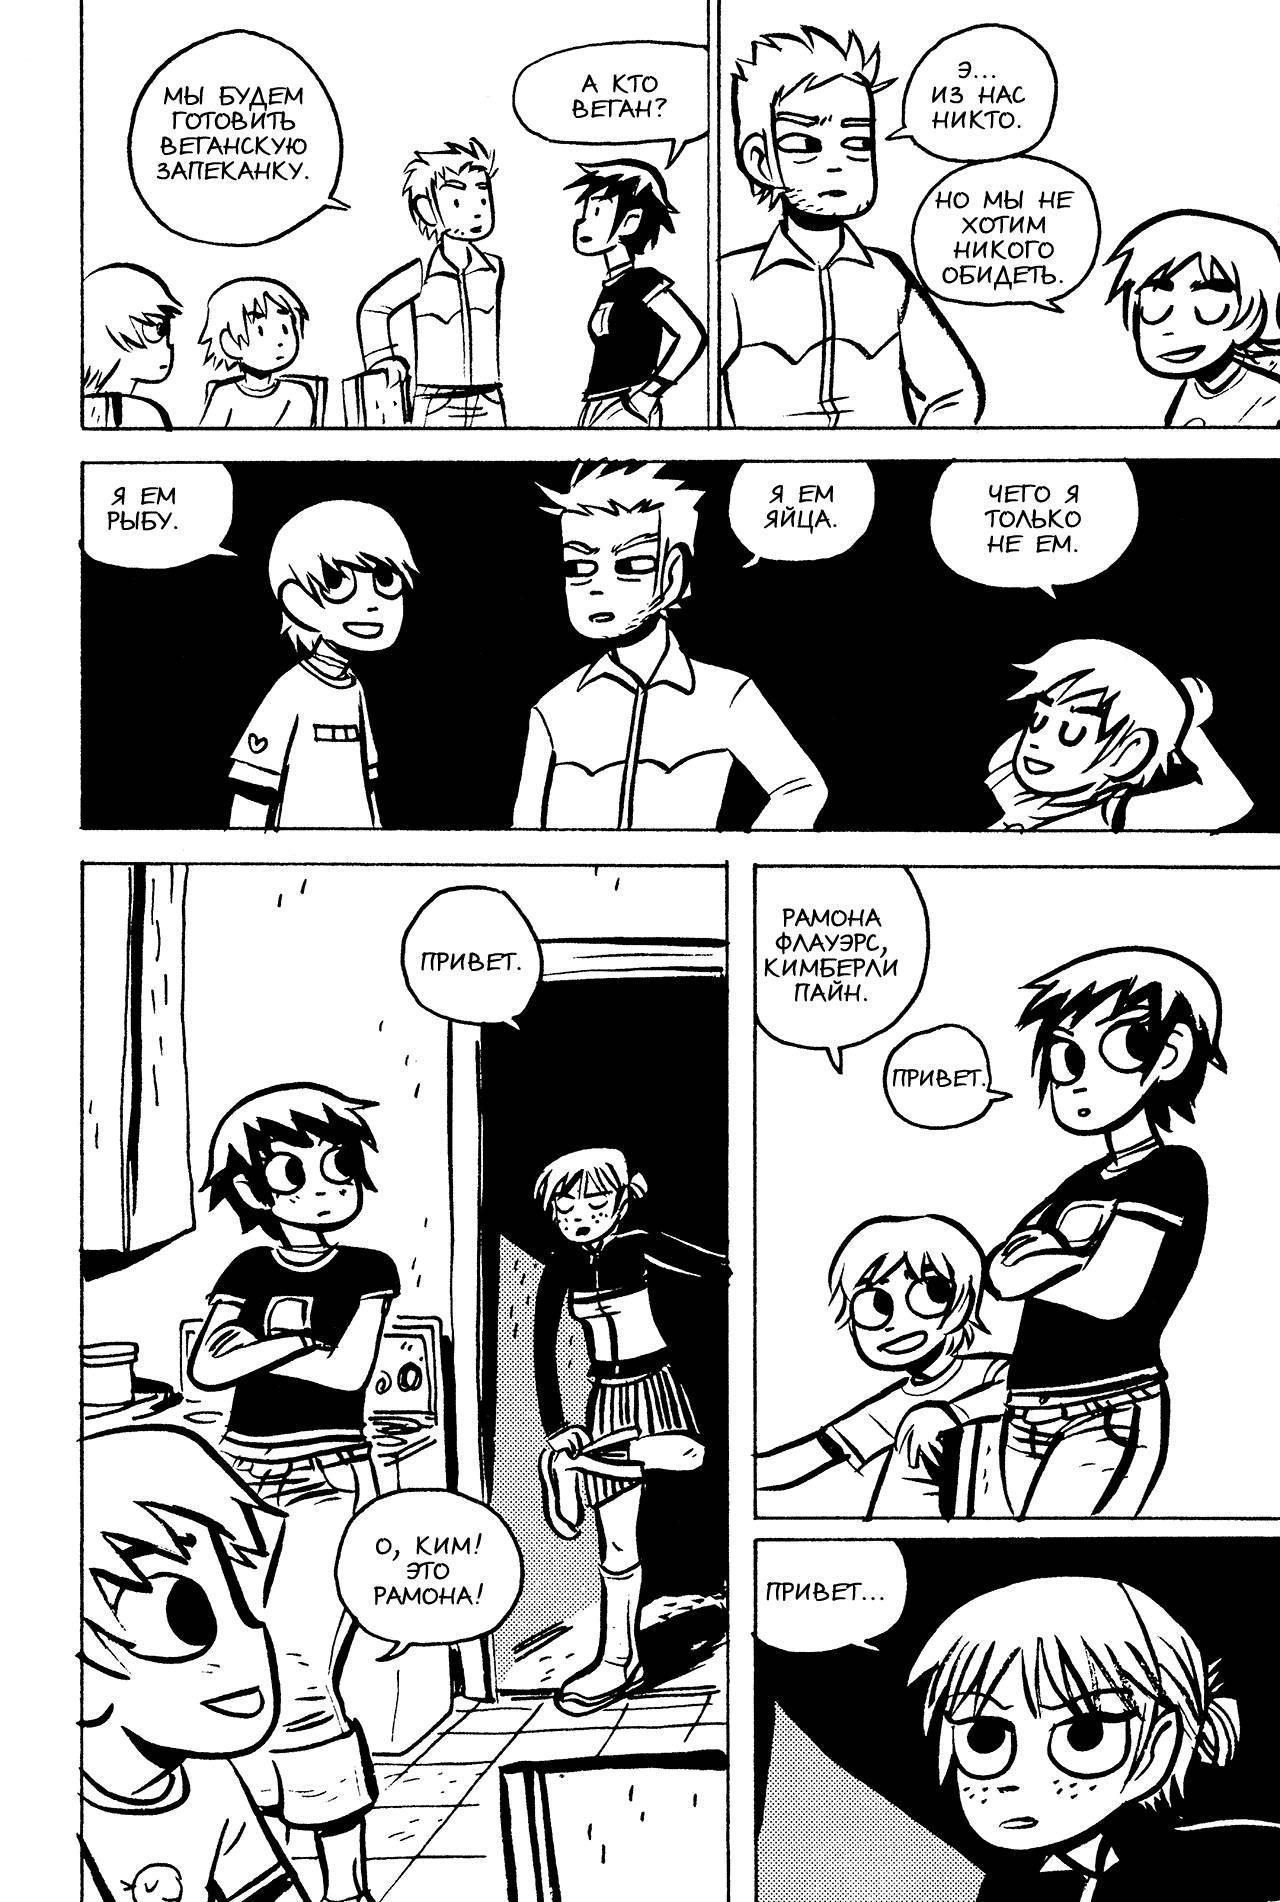 МЫ БУДЕМ
ГОТОВИТЬ
ВЕГАНСКУЮ
ЗАПЕКАНКУ.
А КТО
ВЕГАН?
Э...
ИЗ НАС
НИКТО.
НО МЫ НЕ
ХОТИМ
НИКОГО
ОБИДЕТЬ.
Я ЕМ
РЫБУ.
Я ЕМ
ЯЙЦА.
ЧЕГО Я
ТОЛЬКО
НЕ ЕМ.
ПРИВЕТ.
О, КИМ!
ЭТО
РАМОНА!
РАМОНА
ФЛАУЭРС,
КИМБЕРЛИ
ПАЙН.
ПРИВЕТ.
ПРИВЕТ...